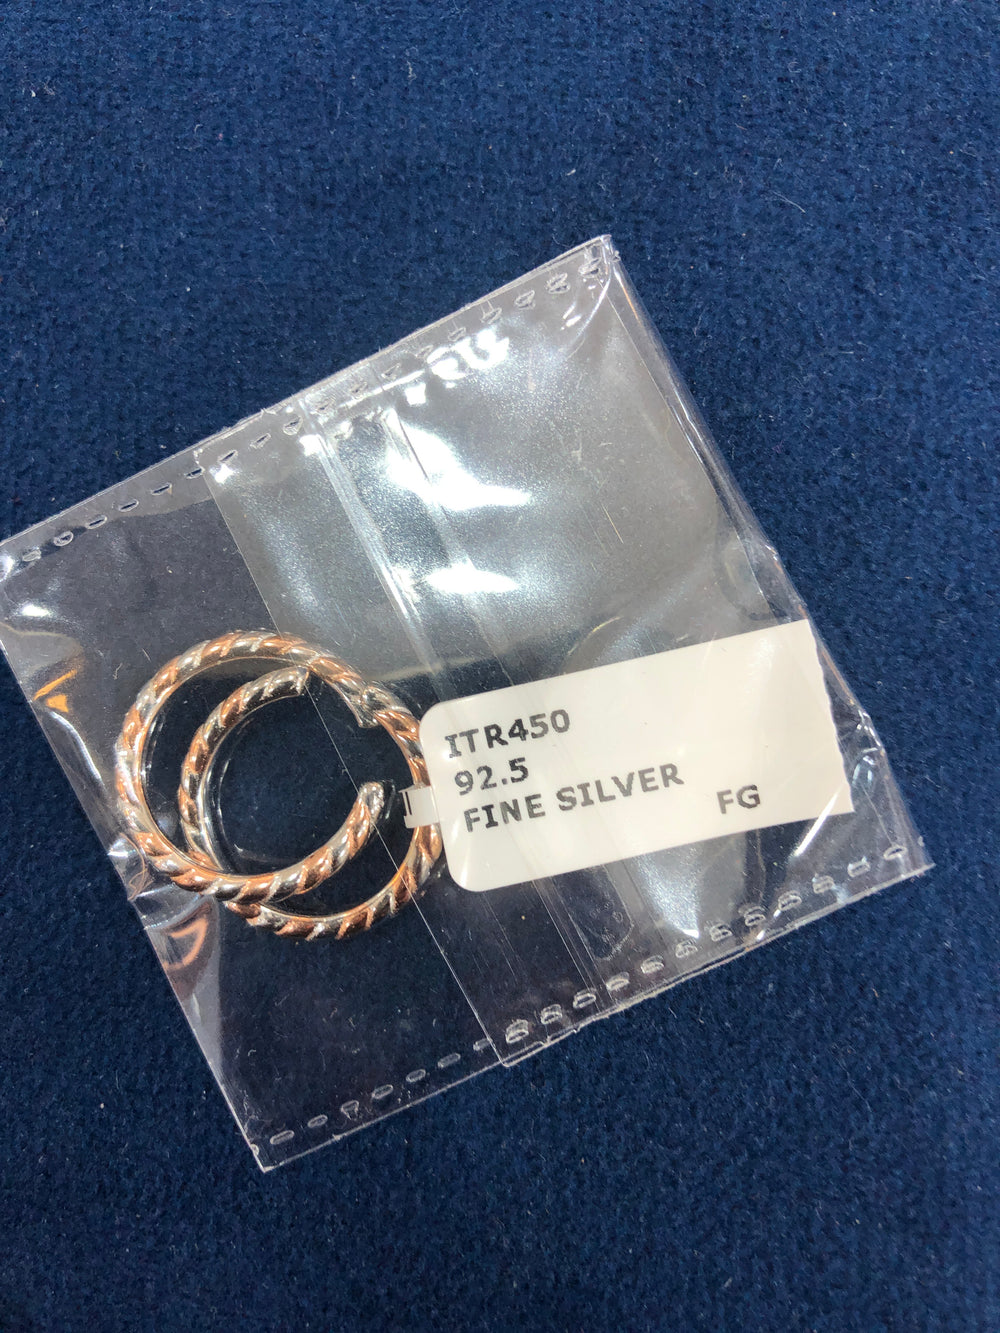 ITR450
92.5
FINE SILVER
FG